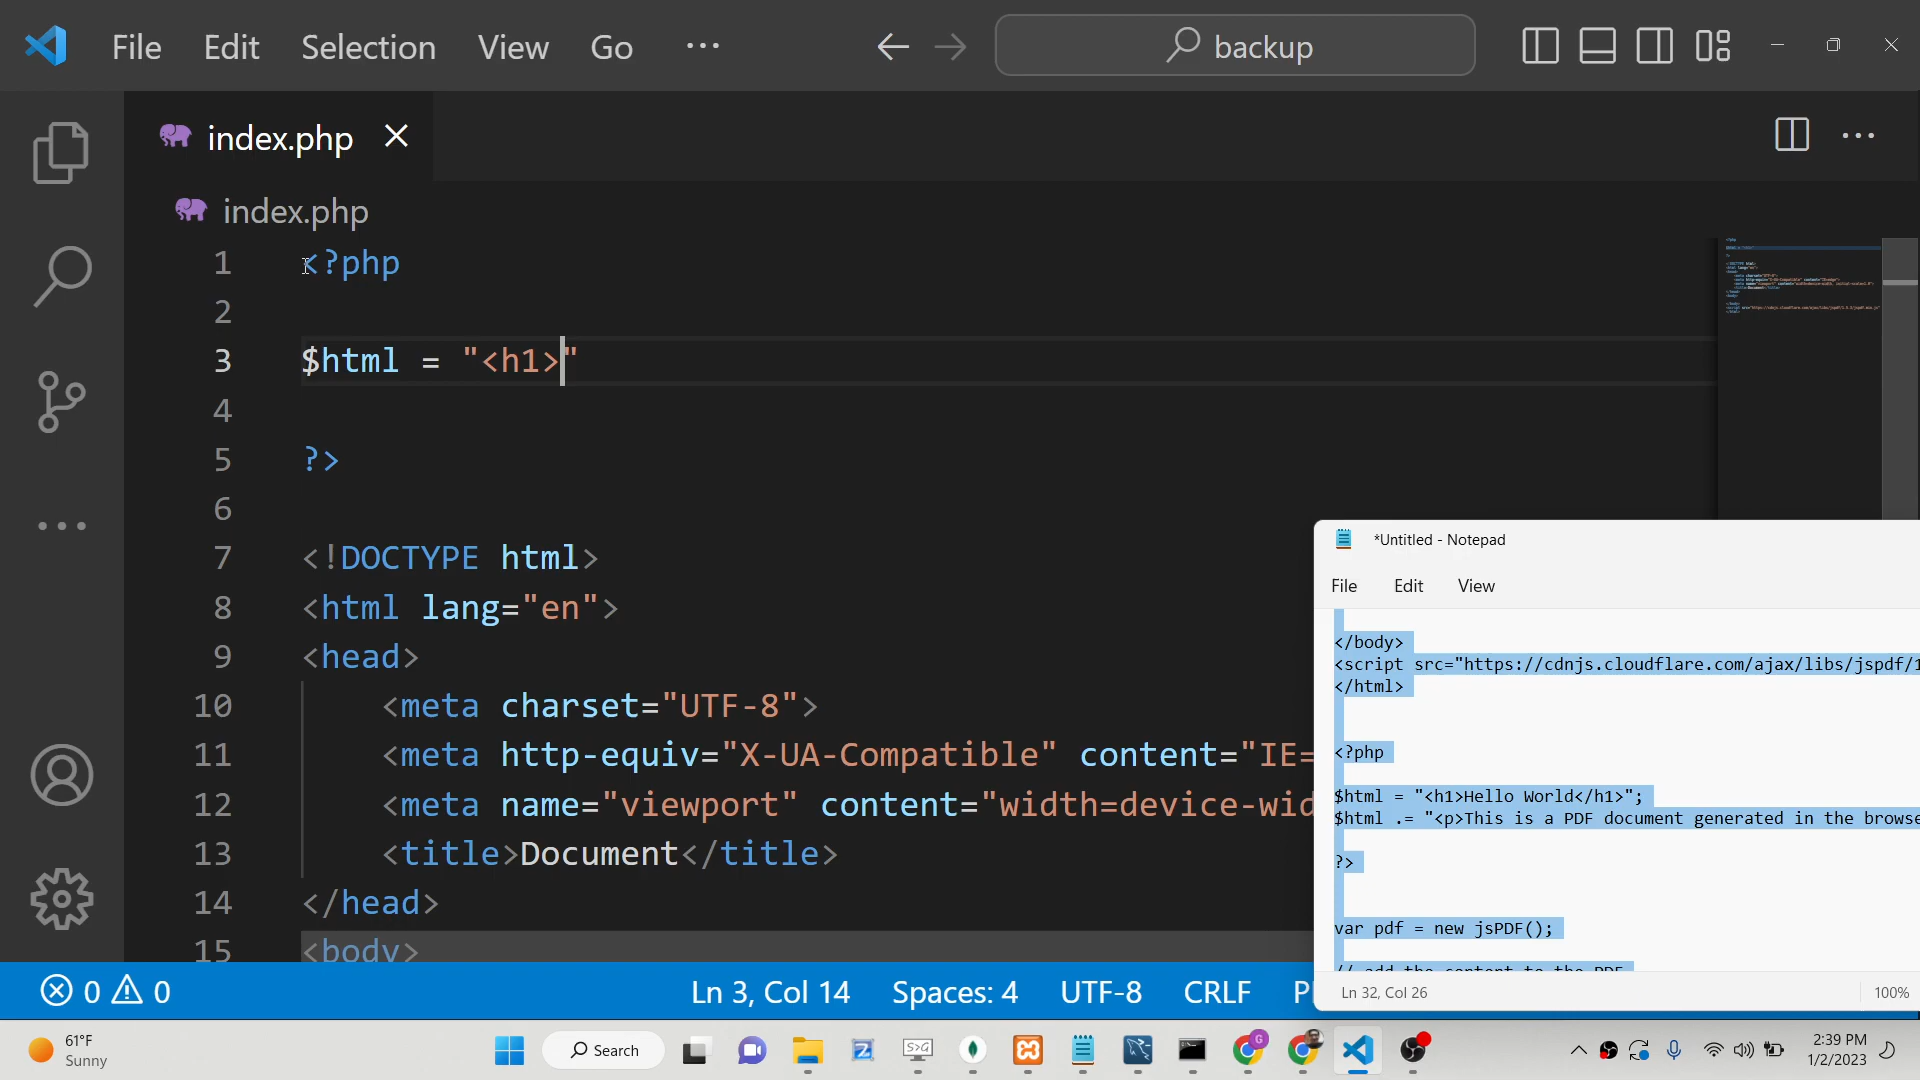 File Edit Selection View Go ··· backup
index.php
index.php
1 <?php
2
3 $html = "<h1>"
4
5 ?>
6
7 <!DOCTYPE html>
8 <html lang="en">
9 <head>
10 <meta charset="UTF-8">
11 <meta http-equiv="X-UA-Compatible" content="IE=
12 <meta name="viewport" content="width=device-wid
13 <title>Document</title>
14 </head>
15 <body>
*Untitled - Notepad
File Edit View
</body>
<script src="https://cdnjs.cloudflare.com/ajax/libs/jspdf/1
</html>
<?php
$html = "<h1>Hello World</h1>";
$html .= "<p>This is a PDF document generated in the browse
?>
var pdf = new jsPDF();
// add the content to the PDF
Ln 32, Col 26 100%
0 0 Ln 3, Col 14 Spaces: 4 UTF-8 CRLF
61°F
Sunny
Search
2:39 PM
1/2/2023